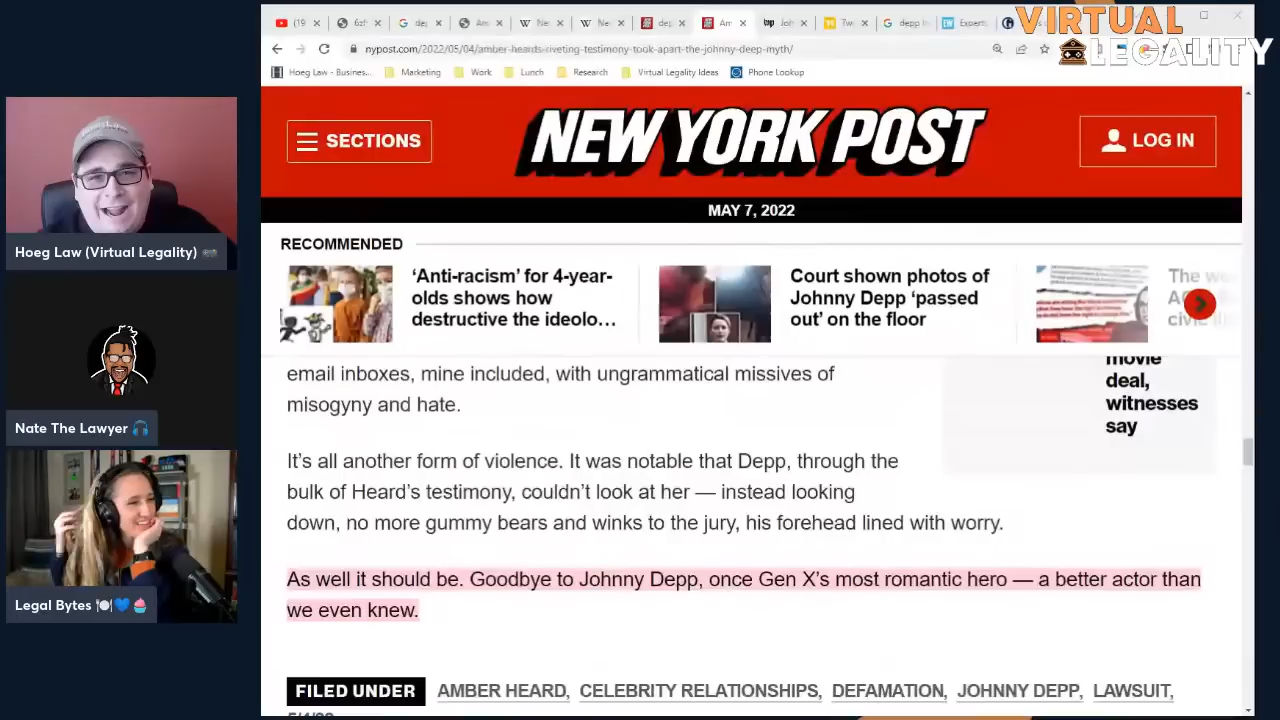 VIRTUAL
LEGALITY
nypost.com/2022/05/04/amber-heards-riveting-testimony-took-apart-the-johnny-deep-myth/
Hoeg Law - Busines...
Marketing
Work
Lunch
Research
Virtual Legality Ideas
Phone Lookup
SECTIONS
NEW YORK POST
LOG IN
MAY 7, 2022
RECOMMENDED
‘Anti-racism’ for 4-year-
olds shows how
destructive the ideolo…
Court shown photos of
Johnny Depp ‘passed
out’ on the floor
movie
deal,
witnesses
say
email inboxes, mine included, with ungrammatical missives of
misogyny and hate.
It’s all another form of violence. It was notable that Depp, through the
bulk of Heard’s testimony, couldn’t look at her — instead looking
down, no more gummy bears and winks to the jury, his forehead lined with worry.
As well it should be. Goodbye to Johnny Depp, once Gen X’s most romantic hero — a better actor than
we even knew.
FILED UNDER
AMBER HEARD,
CELEBRITY RELATIONSHIPS,
DEFAMATION,
JOHNNY DEPP,
LAWSUIT,
Hoeg Law (Virtual Legality)
Nate The Lawyer
Legal Bytes